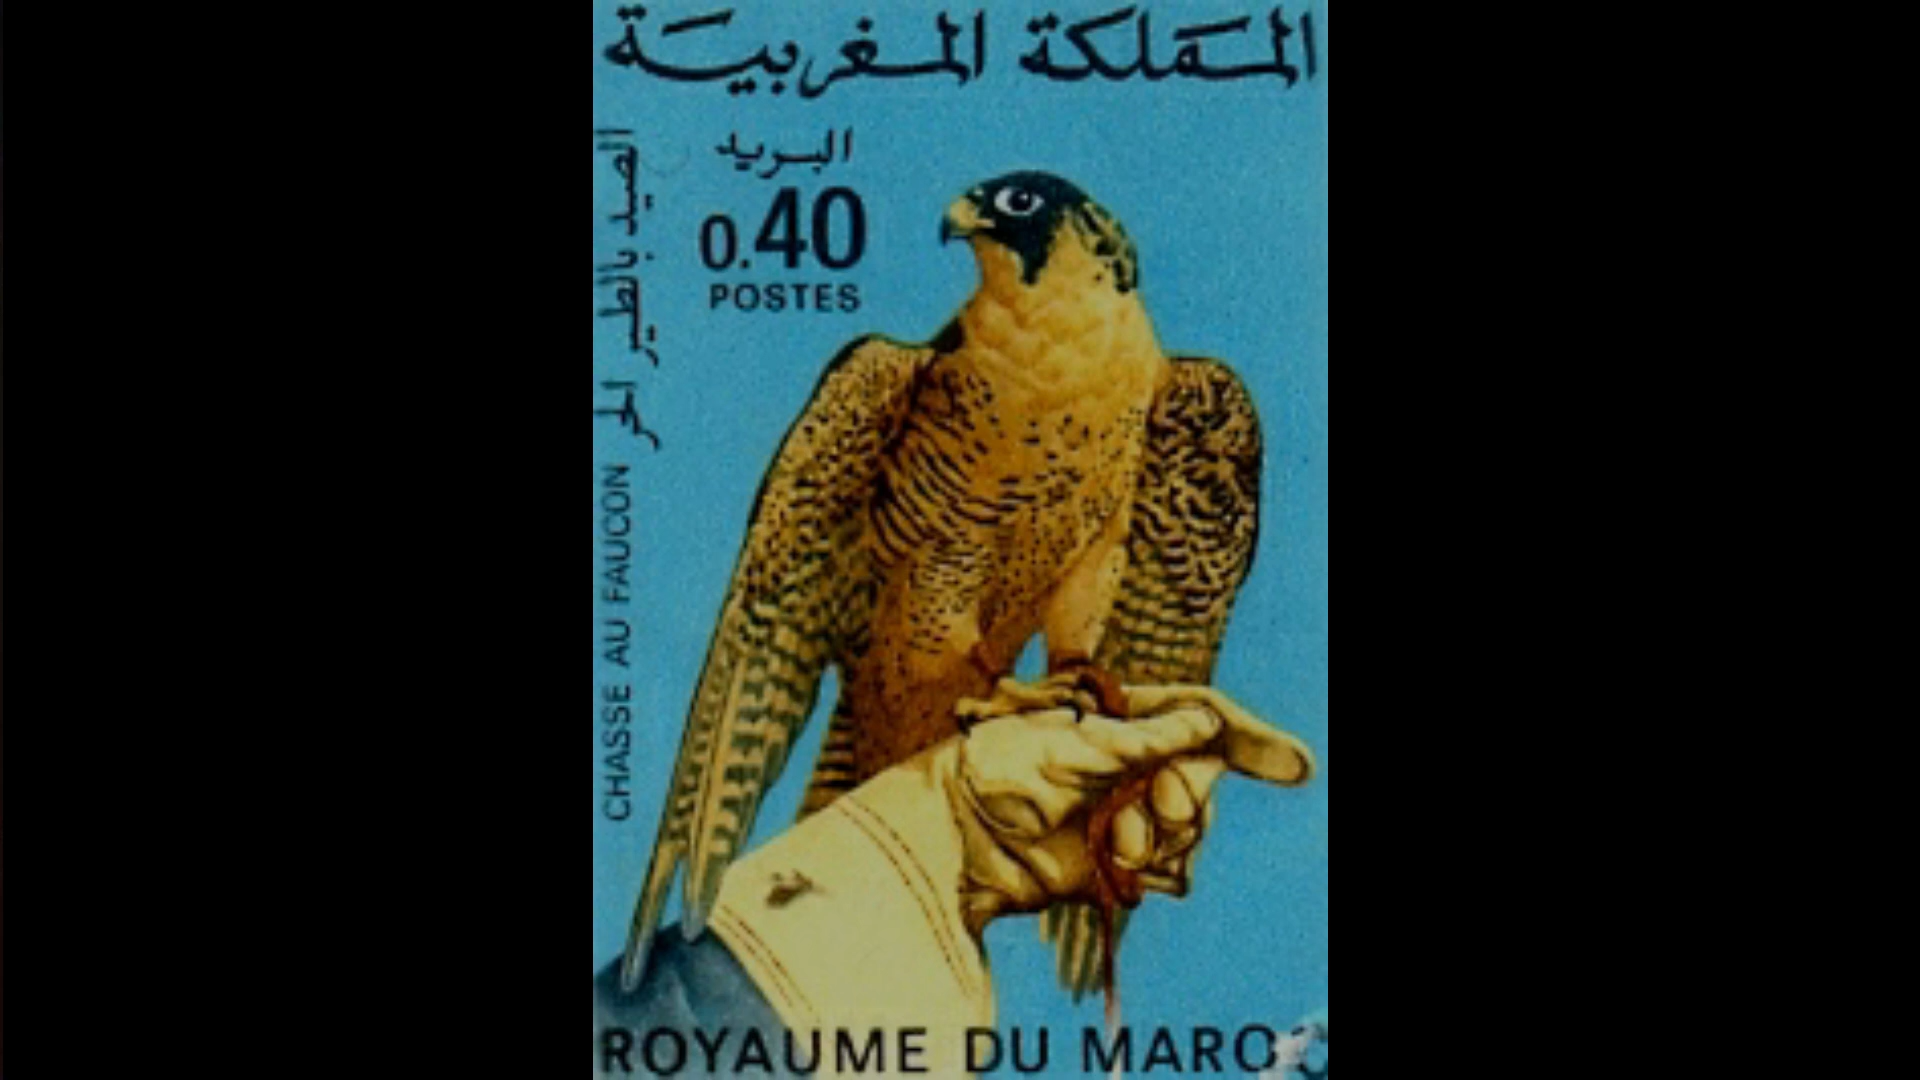 المملكة المغربية
البريد
0.40
POSTES
الصيد بالطير الحر
CHASSE AU FAUCON
ROYAUME DU MAROC